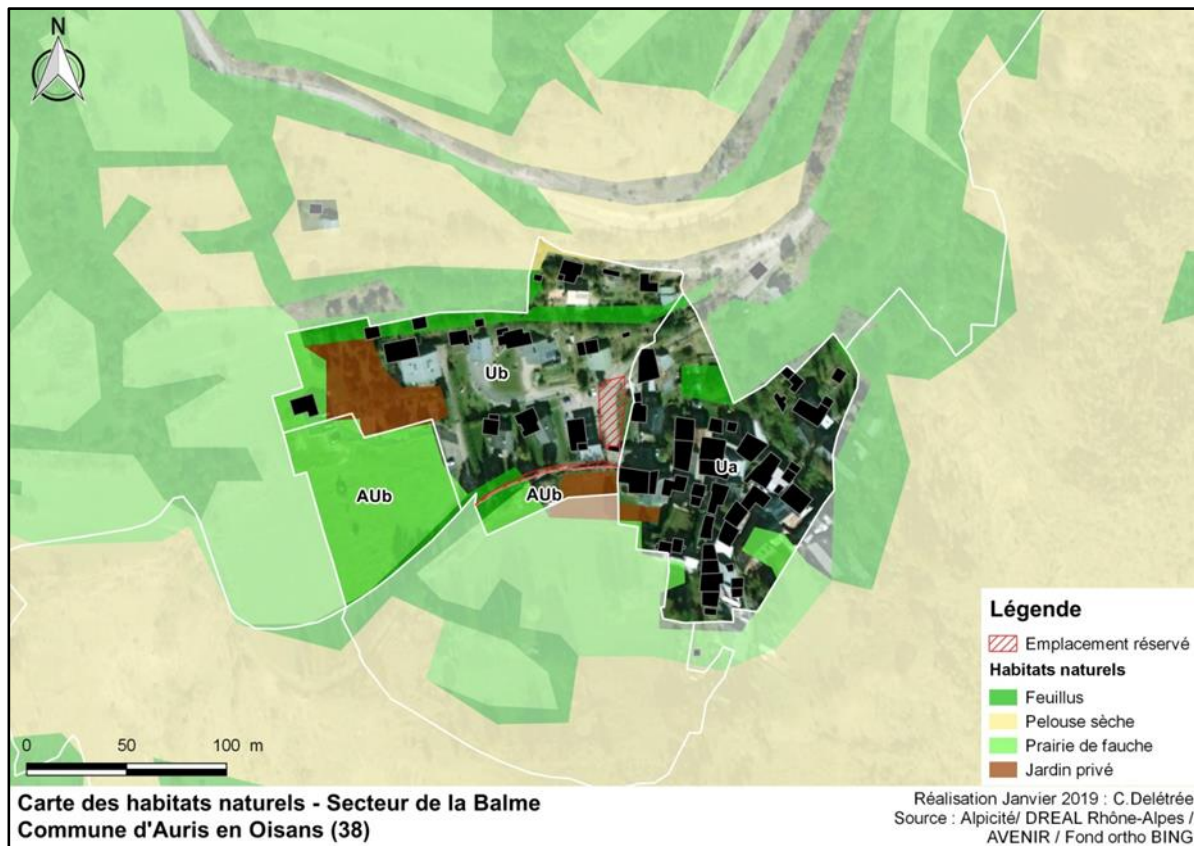 N
Ub
Ua
AUb
AUb
Légende
Emplacement réservé
Habitats naturels
Feuillus
Pelouse sèche
Prairie de fauche
Jardin privé
0 50 100 m
Carte des habitats naturels - Secteur de la Balme
Commune d'Auris en Oisans (38)
Réalisation Janvier 2019 : C.Delétrée
Source : Alpicité/ DREAL Rhône-Alpes /
AVENIR / Fond ortho BING